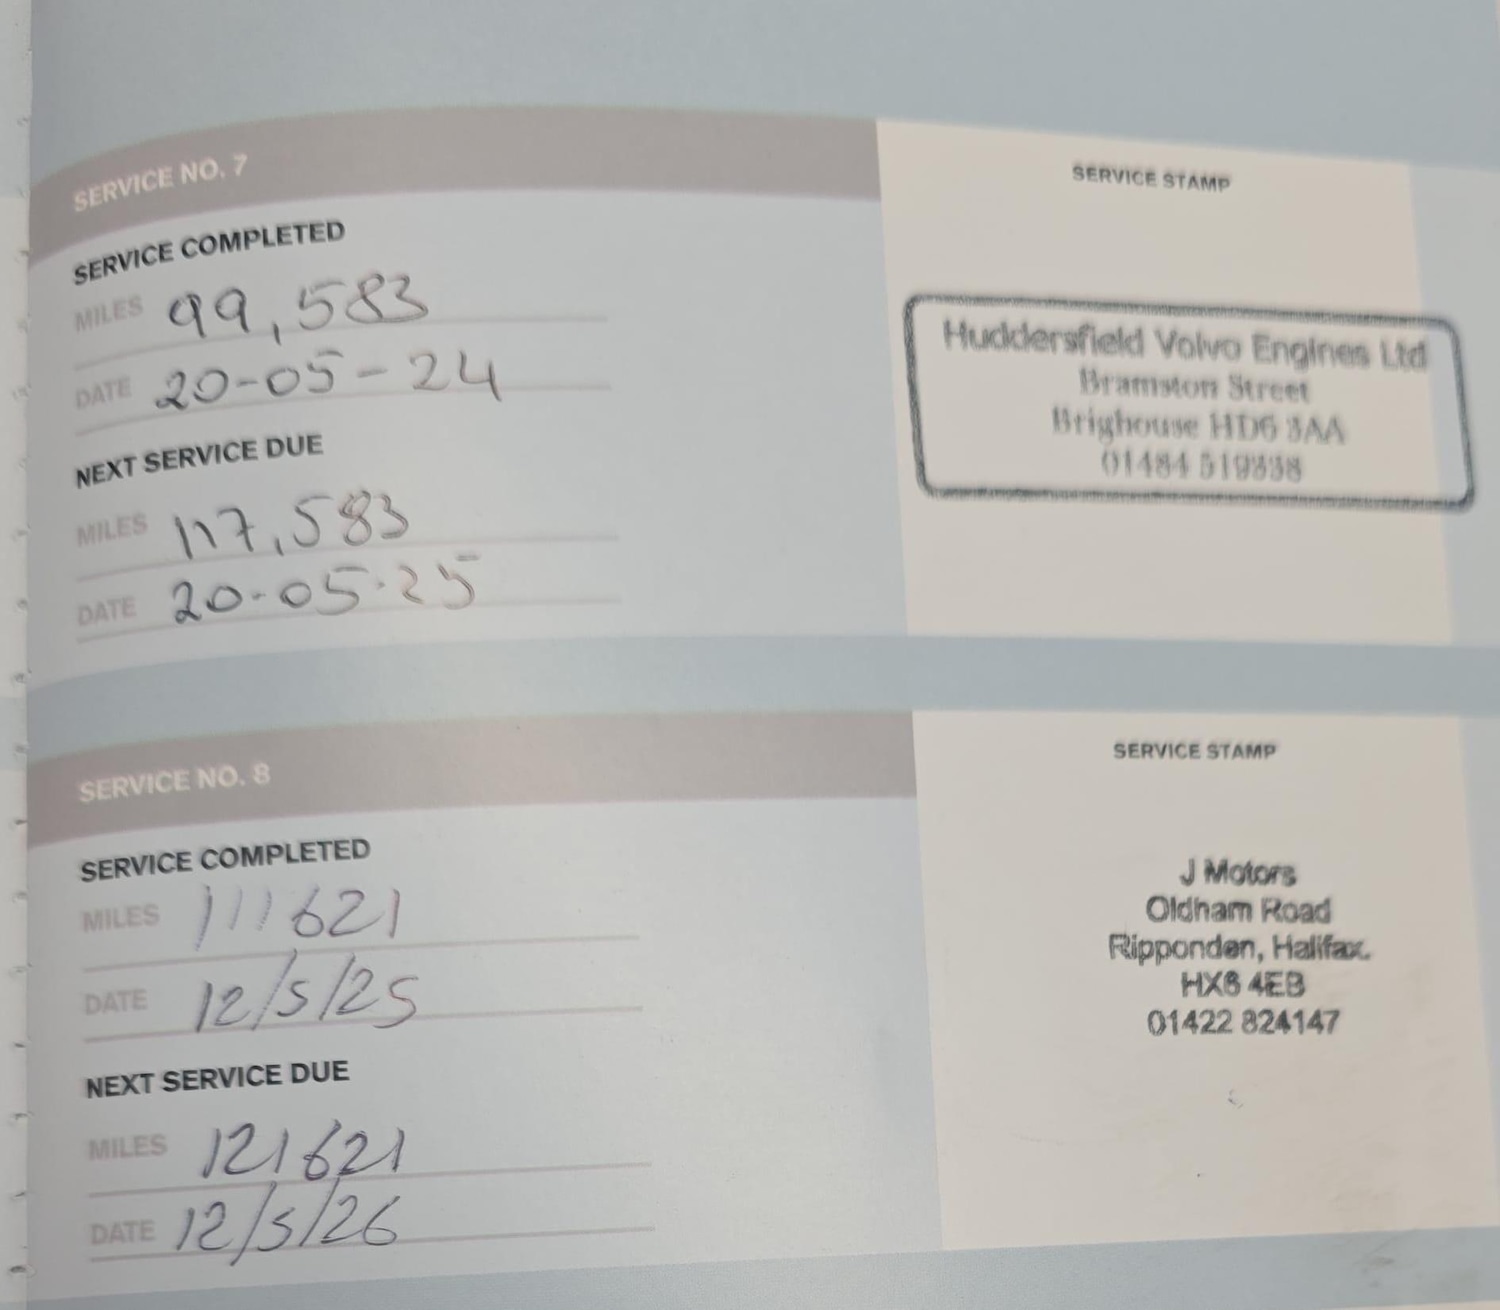 SERVICE NO. 7
SERVICE STAMP
SERVICE COMPLETED
MILES 99,583
DATE 20-05-24
NEXT SERVICE DUE
MILES 117,583
DATE 20-05-25
Huddersfield Volvo Engines Ltd
Bramston Street
Brighouse HD6 3AA
01484
SERVICE NO. 8
SERVICE STAMP
SERVICE COMPLETED
MILES 111621
DATE 12/5/25
NEXT SERVICE DUE
MILES 121621
DATE 12/5/26
J Motors
Oldham Road
Ripponden, Halifax.
HX6 4EB
01422 824147